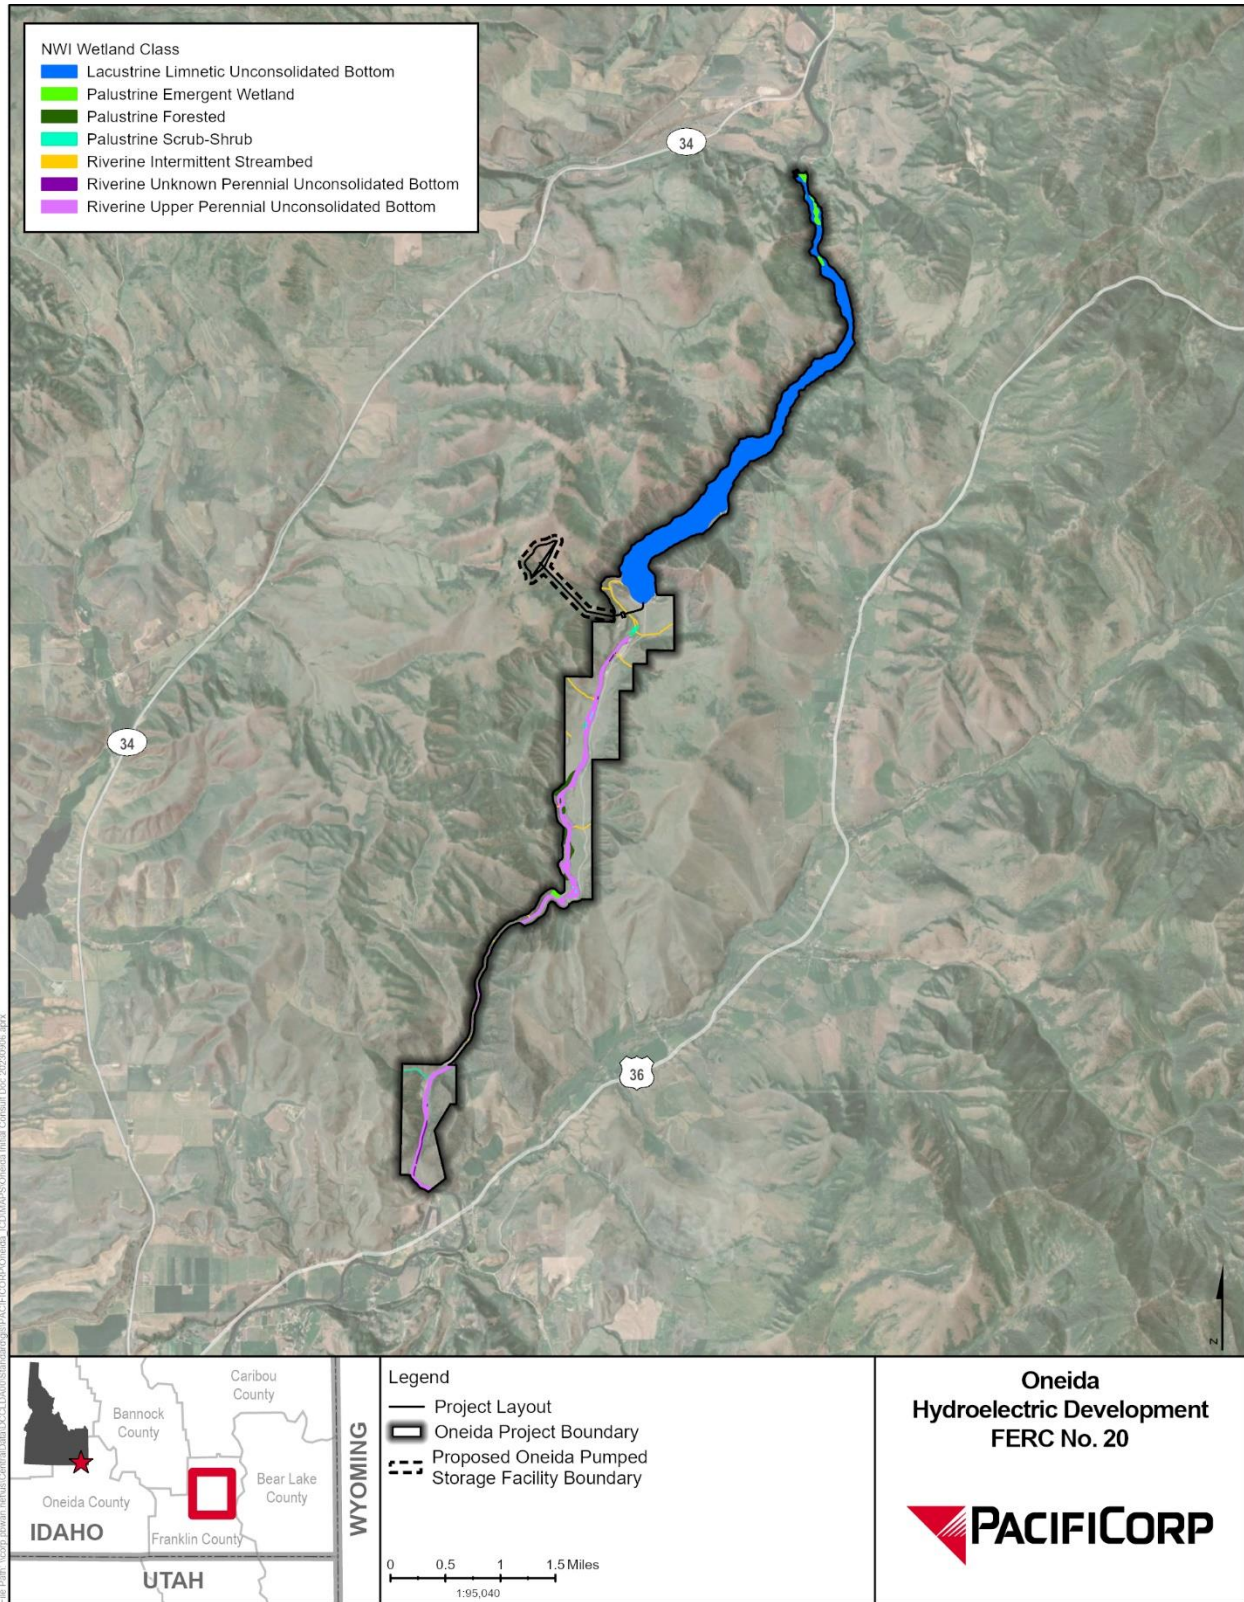 NWI Wetland Class
Lacustrine Limnetic Unconsolidated Bottom
Palustrine Emergent Wetland
Palustrine Forested
Palustrine Scrub-Shrub
Riverine Intermittent Streambed
Riverine Unknown Perennial Unconsolidated Bottom
Riverine Upper Perennial Unconsolidated Bottom
34
34
36
N
Caribou
County
Bannock
County
Bear Lake
County
Oneida County
IDAHO
Franklin County
UTAH
WYOMING
Legend
Project Layout
Oneida Project Boundary
Proposed Oneida Pumped
Storage Facility Boundary
0 0.5 1 1.5 Miles
1:95,040
Oneida
Hydroelectric Development
FERC No. 20
PACIFICORP